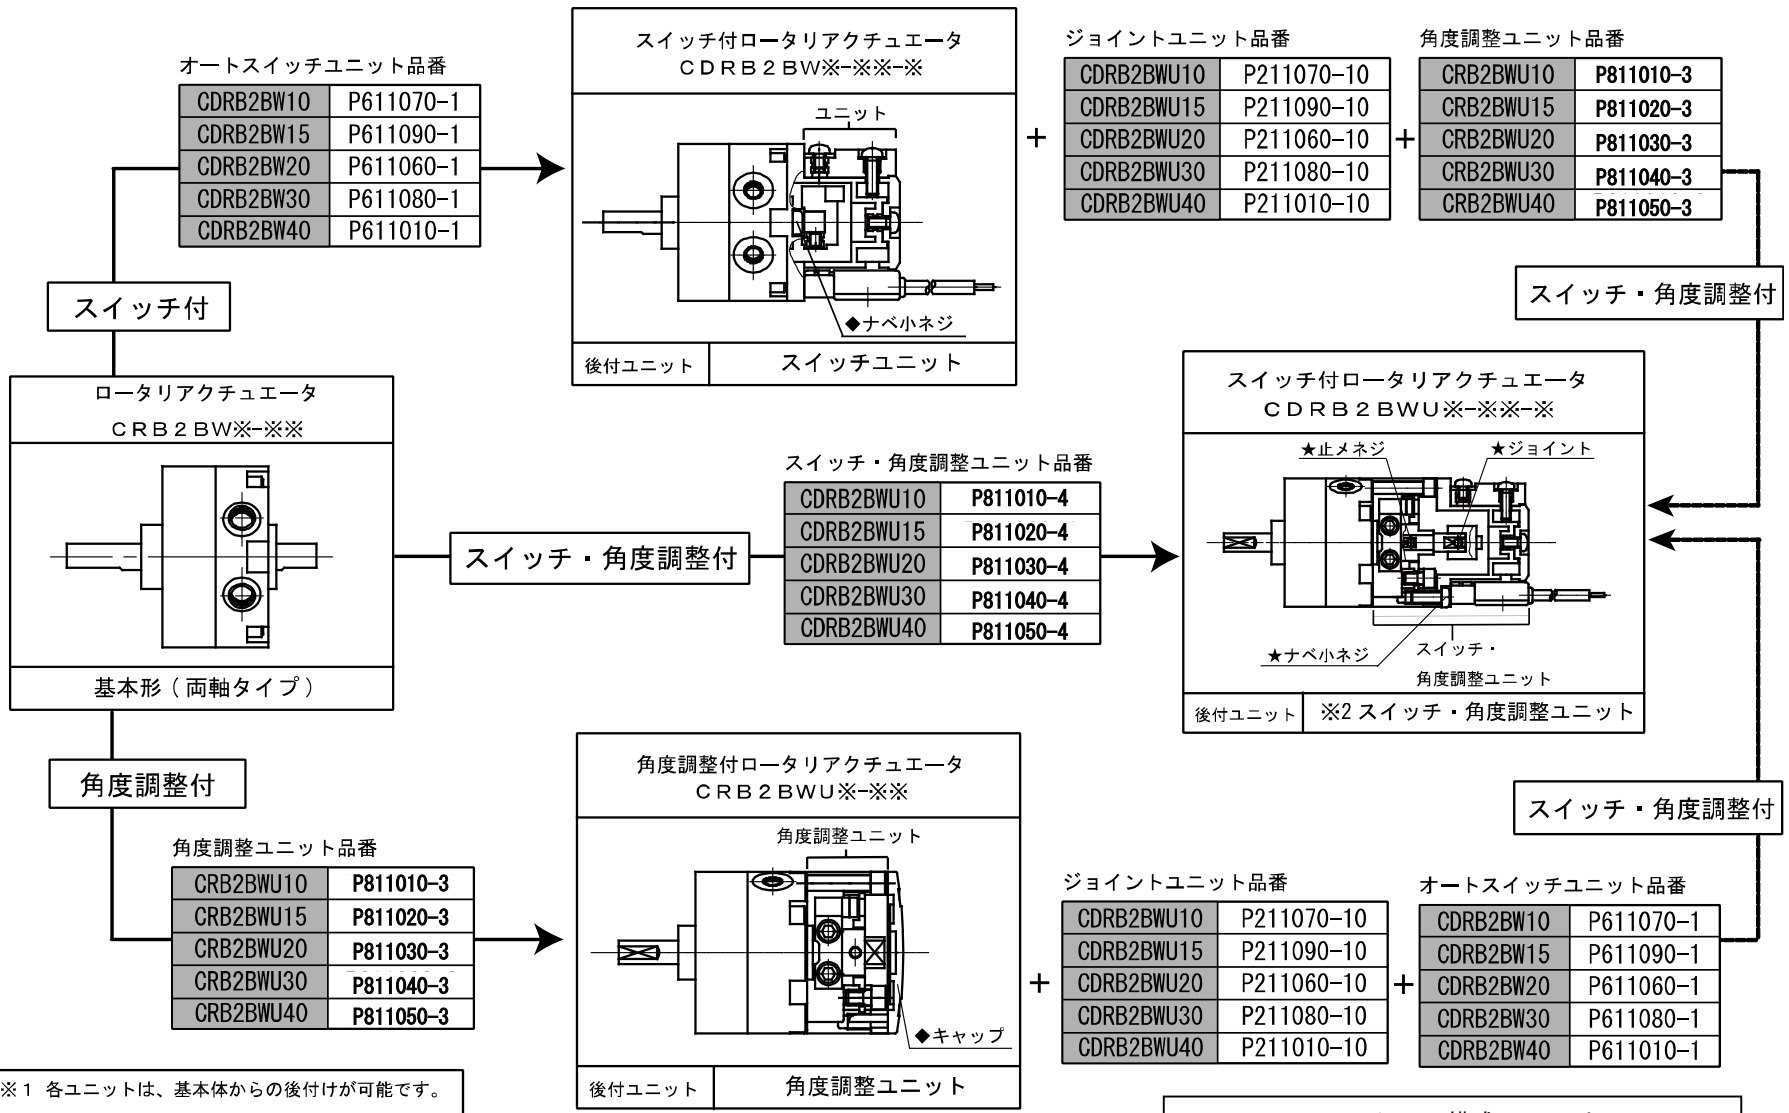 オートスイッチユニット品番
CDRB2BW10 P611070-1
CDRB2BW15 P611090-1
CDRB2BW20 P611060-1
CDRB2BW30 P611080-1
CDRB2BW40 P611010-1
スイッチ付
スイッチ付ロータリアクチュエータ
CDRB2BW※-※※-※
ユニット
◆ナベ小ネジ
後付ユニット スイッチユニット
+
ジョイントユニット品番
CDRB2BWU10 P211070-10
CDRB2BWU15 P211090-10
CDRB2BWU20 P211060-10
CDRB2BWU30 P211080-10
CDRB2BWU40 P211010-10
+
角度調整ユニット品番
CRB2BWU10 P811010-3
CRB2BWU15 P811020-3
CRB2BWU20 P811030-3
CRB2BWU30 P811040-3
CRB2BWU40 P811050-3
スイッチ・角度調整付
ロータリアクチュエータ
CRB2BW※-※※
基本形(両軸タイプ)
スイッチ・角度調整付
スイッチ・角度調整ユニット品番
CDRB2BWU10 P811010-4
CDRB2BWU15 P811020-4
CDRB2BWU20 P811030-4
CDRB2BWU30 P811040-4
CDRB2BWU40 P811050-4
スイッチ付ロータリアクチュエータ
CDRB2BWU※-※※-※
★止メネジ ★ジョイント
★ナベ小ネジ
スイッチ・
角度調整ユニット
後付ユニット ※2 スイッチ・角度調整ユニット
角度調整付
角度調整ユニット品番
CRB2BWU10 P811010-3
CRB2BWU15 P811020-3
CRB2BWU20 P811030-3
CRB2BWU30 P811040-3
CRB2BWU40 P811050-3
角度調整付ロータリアクチュエータ
CRB2BWU※-※※
角度調整ユニット
◆キャップ
後付ユニット 角度調整ユニット
+
ジョイントユニット品番
CDRB2BWU10 P211070-10
CDRB2BWU15 P211090-10
CDRB2BWU20 P211060-10
CDRB2BWU30 P211080-10
CDRB2BWU40 P211010-10
+
オートスイッチユニット品番
CDRB2BW10 P611070-1
CDRB2BW15 P611090-1
CDRB2BW20 P611060-1
CDRB2BW30 P611080-1
CDRB2BW40 P611010-1
スイッチ・角度調整付
※1 各ユニットは、基本体からの後付けが可能です。